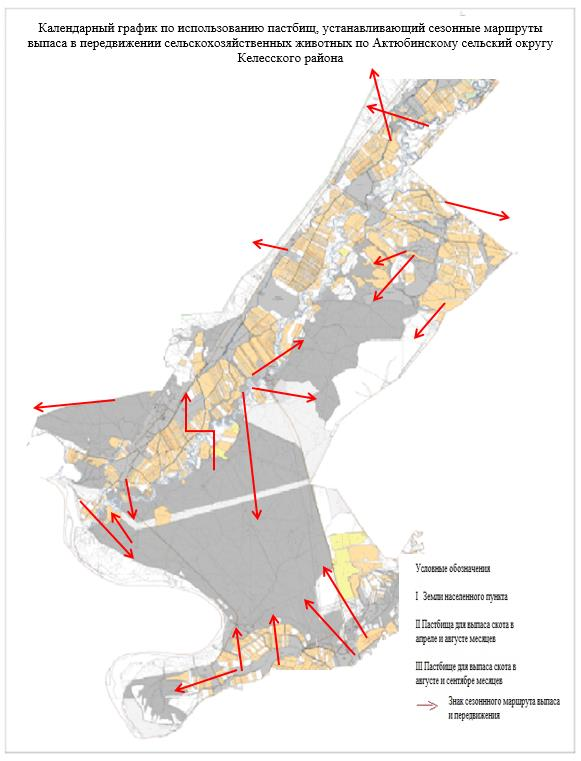 Календарный график по использованию пастбищ, устанавливающий сезонные маршруты
выпаса в передвижении сельскохозяйственных животных по Актюбинскому сельский округу
Келесского района
Условные обозначения
I Земли населенного пункта
II Пастбища для выпаса скота в
апреле и августе месяцев
III Пастбище для выпаса скота в
августе и сентябре месяцев
Знак сезонного маршрута выпаса
и передвижения